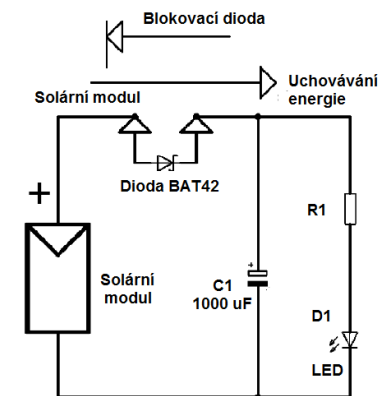 Blokovací dioda
Solární modul
Uchovávání
energie
Dioda BAT42
+
R1
Solární
modul
+
C1
1000 uF
D1
LED